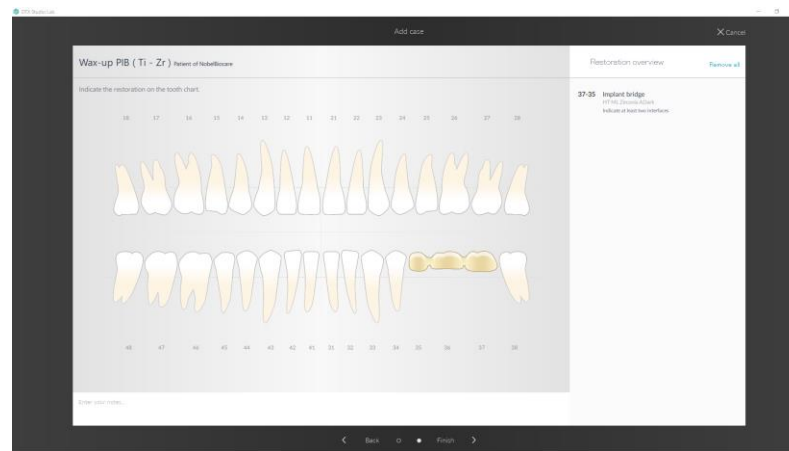 DTX Studio Lab
Add case
Cancel
Wax-up PIB ( Ti - Zr ) Patient of NobelBiocare
Restoration overview
Remove all
Indicate the restoration on the tooth chart.
37-35 Implant bridge
Indicate at least two interfaces
18 17 16 15 14 13 12 11 21 22 23 24 25 26 27 28
48 47 46 45 44 43 42 41 31 32 33 34 35 36 37 38
Enter your notes...
Back
Finish